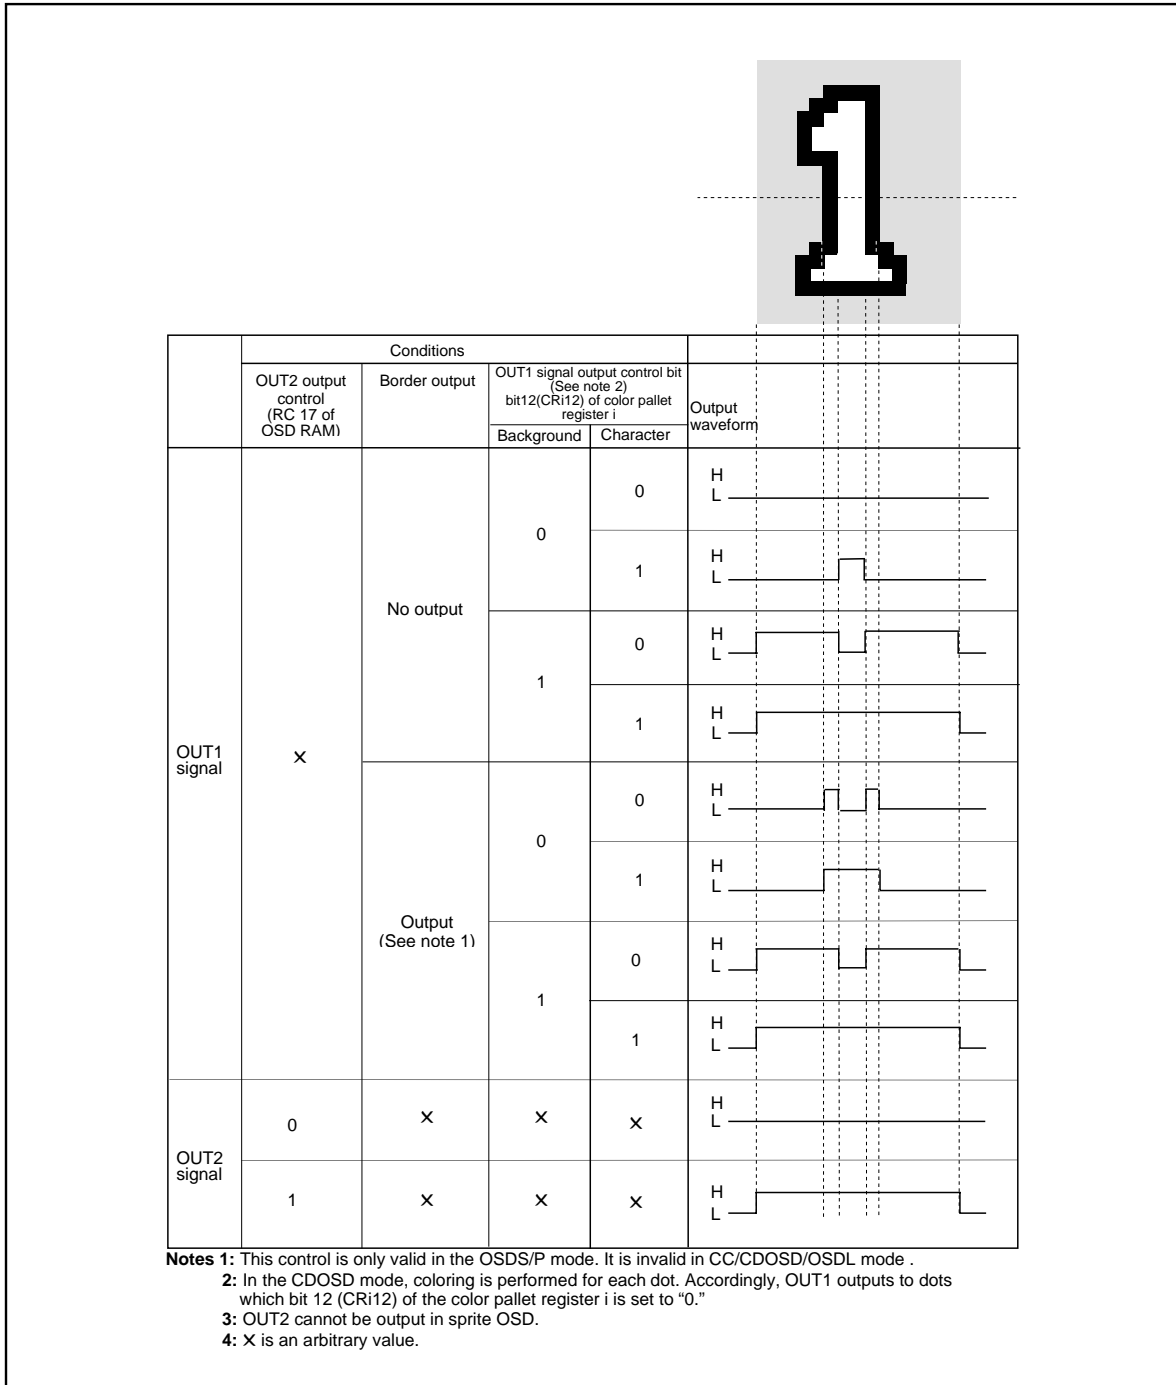 Conditions
OUT2 output
control
(RC 17 of
OSD RAM)
Border output
OUT1 signal output control bit
(See note 2)
bit12(CRi12) of color pallet
register i
Background
Character
Output
waveform
OUT1
signal
×
No output
0
0
H
L
1
H
L
1
0
H
L
1
H
L
Output
(See note 1)
0
0
H
L
1
H
L
1
0
H
L
1
H
L
OUT2
signal
0
×
×
×
H
L
1
×
×
×
H
L
Notes 1: This control is only valid in the OSDS/P mode. It is invalid in CC/CDOSD/OSDL mode .
2: In the CDOSD mode, coloring is performed for each dot. Accordingly, OUT1 outputs to dots
which bit 12 (CRi12) of the color pallet register i is set to “0.”
3: OUT2 cannot be output in sprite OSD.
4: × is an arbitrary value.